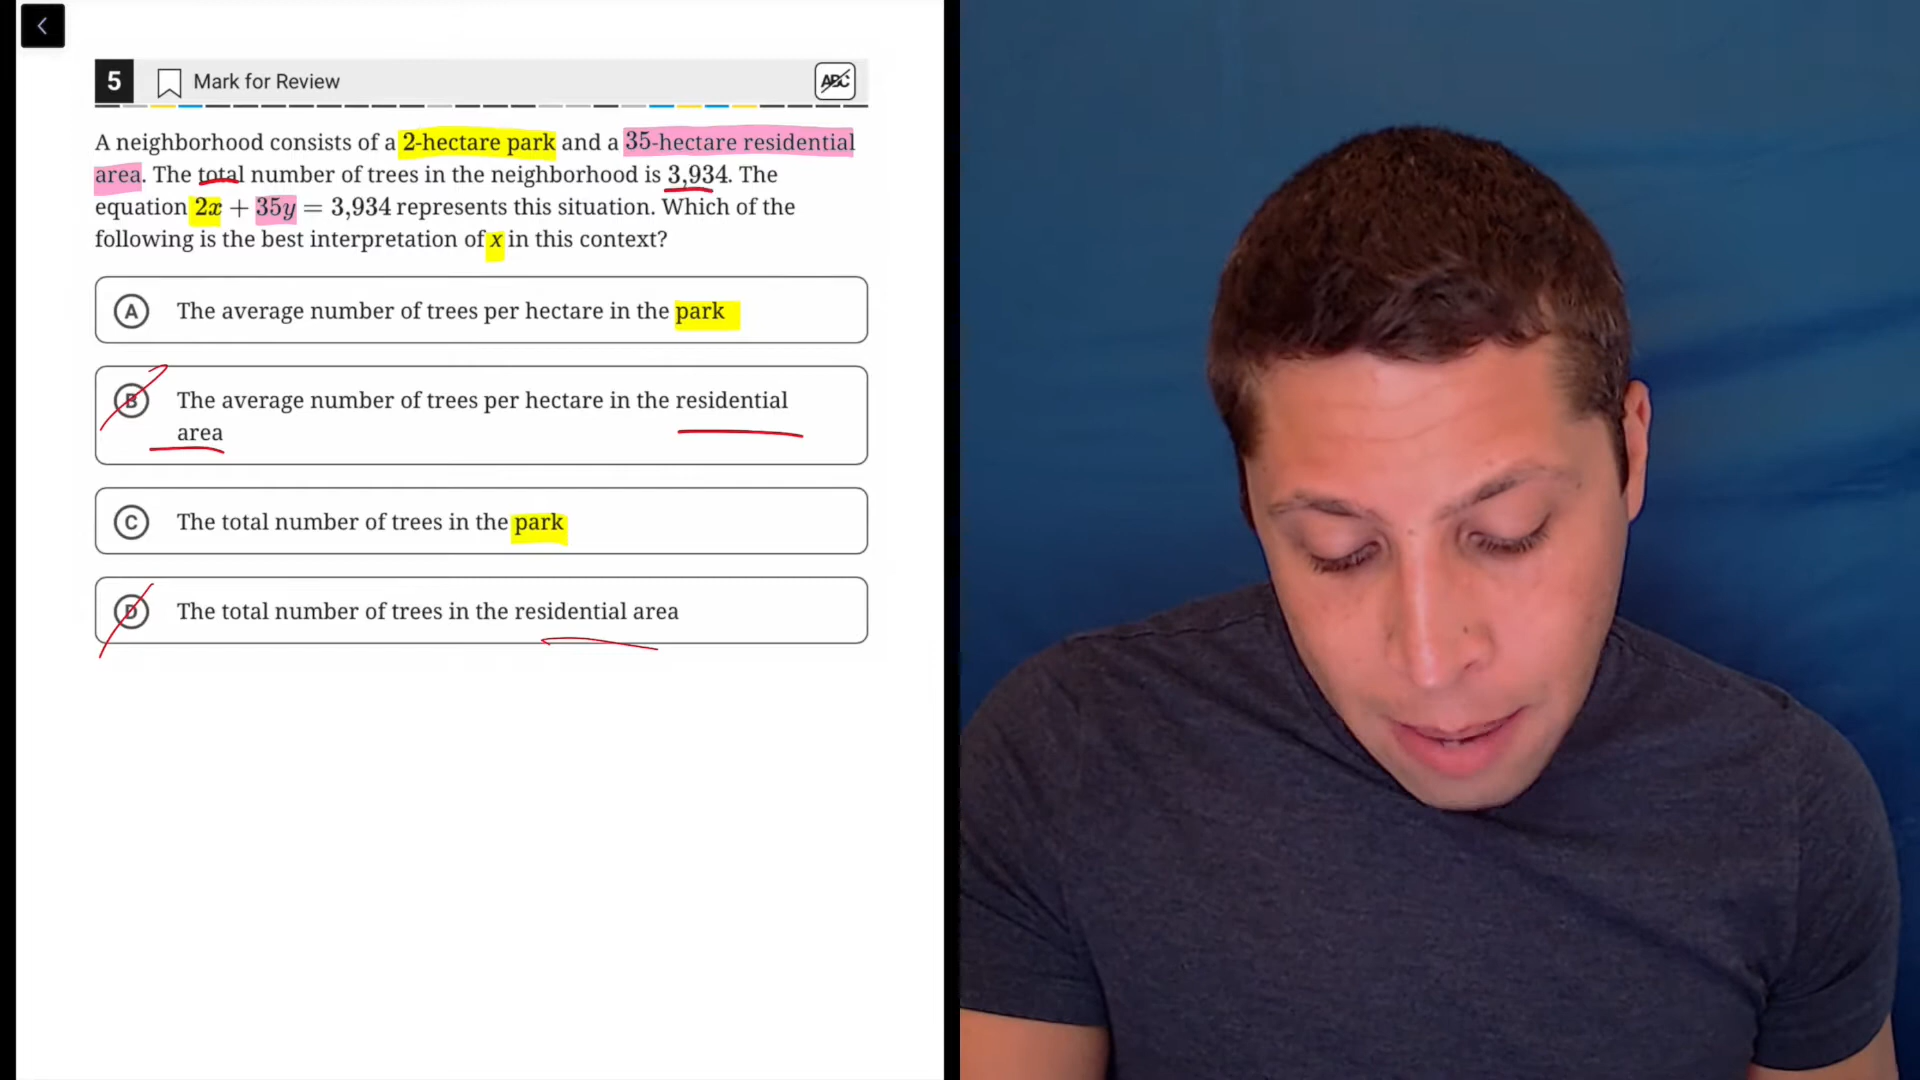 5 Mark for Review ABC
A neighborhood consists of a 2-hectare park and a 35-hectare residential
area. The total number of trees in the neighborhood is 3,934. The
equation 2x + 35y = 3,934 represents this situation. Which of the
following is the best interpretation of x in this context?
A The average number of trees per hectare in the park
B The average number of trees per hectare in the residential
area
C The total number of trees in the park
D The total number of trees in the residential area